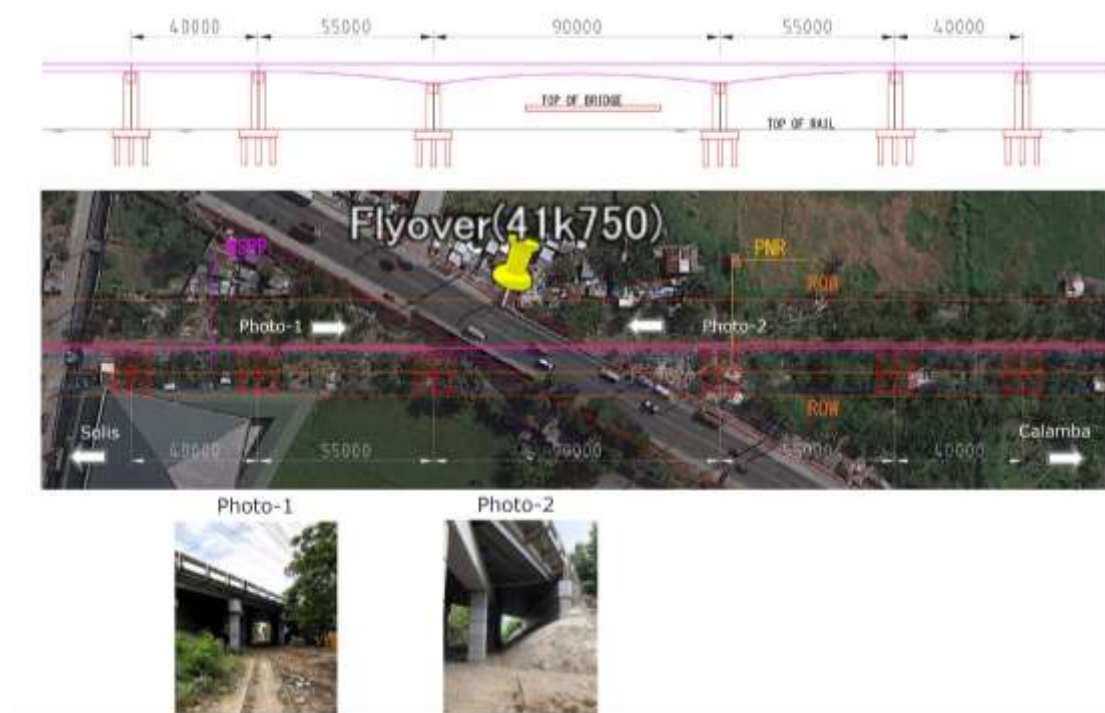 40000 55000 90000 55000 40000
TOP OF BRIDGE
TOP OF RAIL
Flyover(41k750)
PNR
ROW
Photo-1
Photo-2
ROW
Solis
Calamba
40000 55000 90000 55000 40000
Photo-1
Photo-2